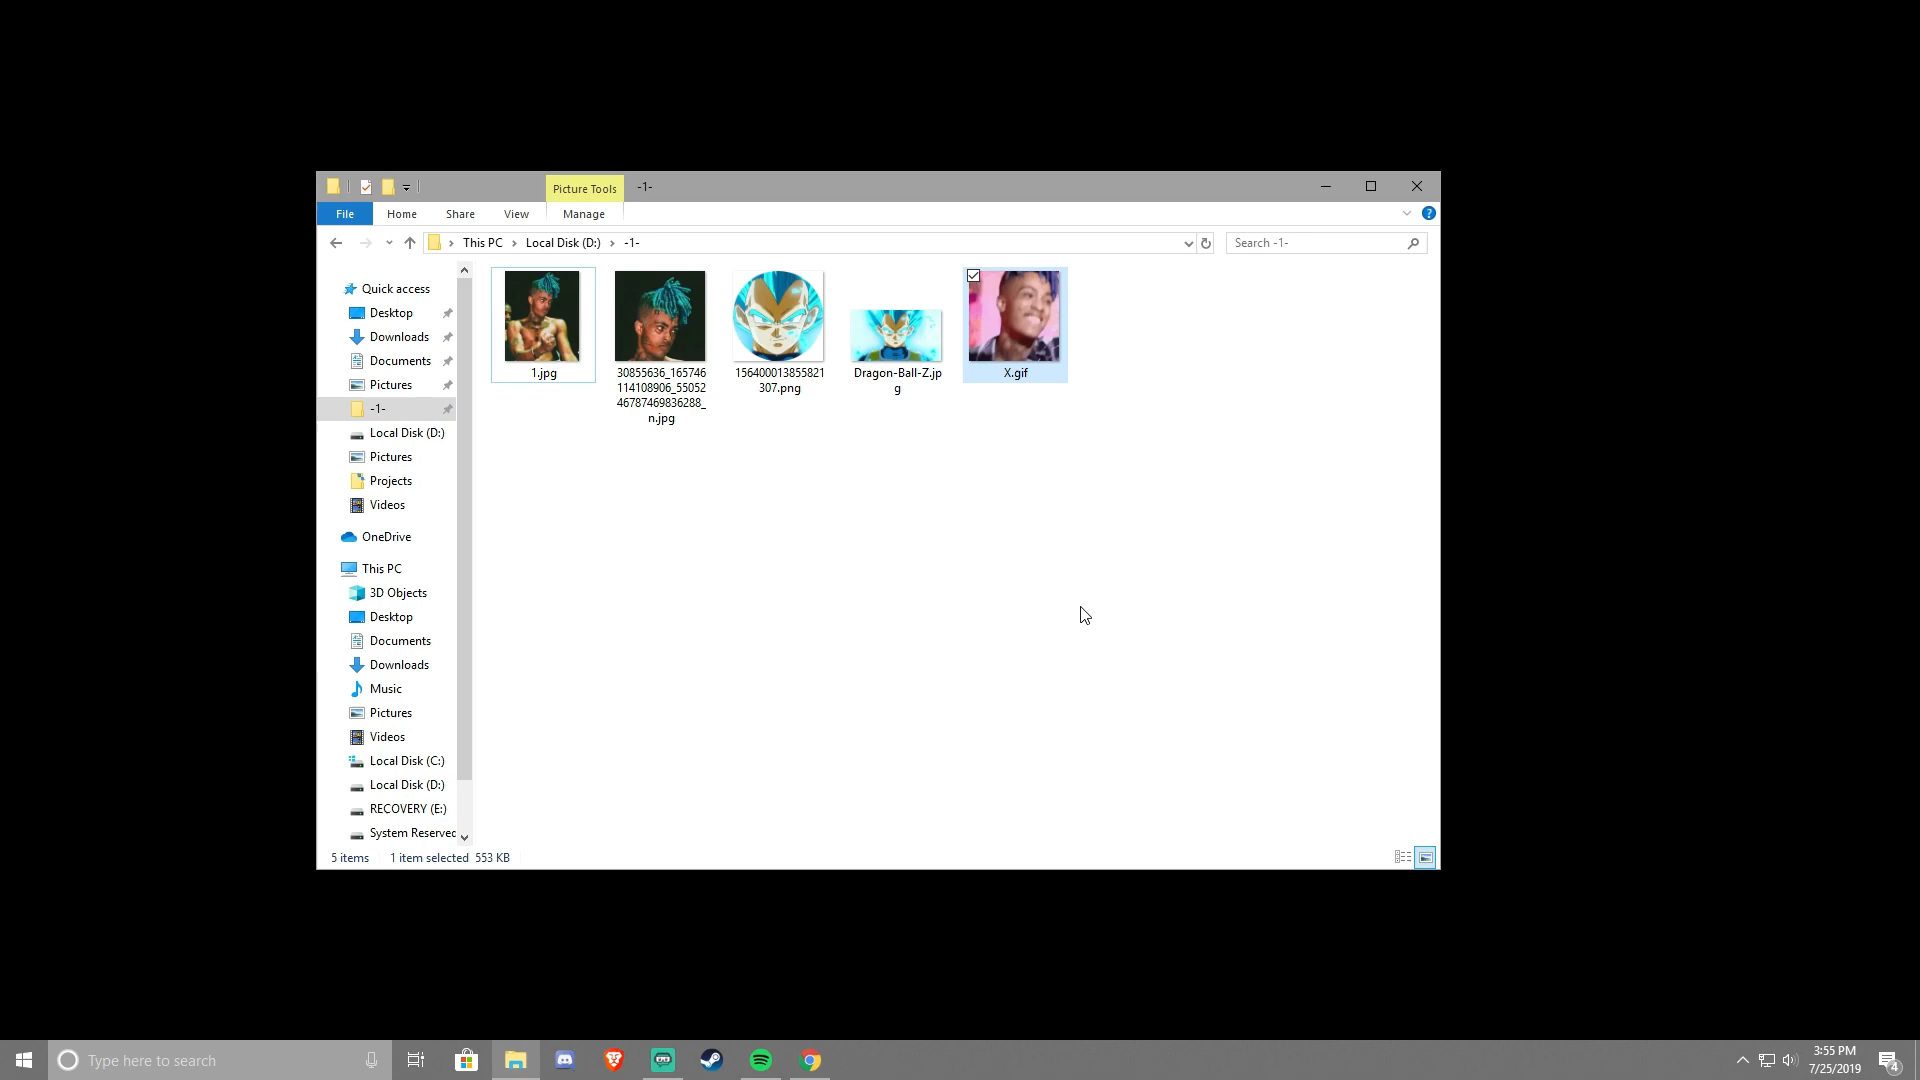 Picture Tools
-1-
File
Home
Share
View
Manage
This PC
Local Disk (D:)
-1-
Search -1-
Quick access
Desktop
Downloads
Documents
Pictures
-1-
Local Disk (D:)
Pictures
Projects
Videos
OneDrive
This PC
3D Objects
Desktop
Documents
Downloads
Music
Pictures
Videos
Local Disk (C:)
Local Disk (D:)
RECOVERY (E:)
System Reserved
1.jpg
30855636_165746
114108906_55052
46787469836288_
n.jpg
156400013855821
307.png
Dragon-Ball-Z.jp
g
X.gif
5 items
1 item selected 553 KB
Type here to search
3:55 PM
7/25/2019
4